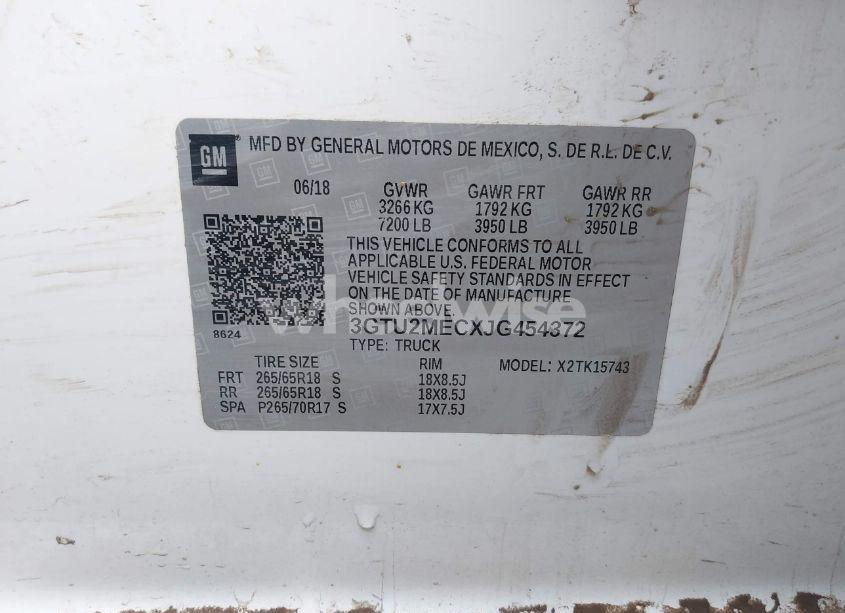 GM MFD BY GENERAL MOTORS DE MEXICO, S. DE R.L. DE C.V.
06/18 GVWR GAWR FRT GAWR RR
3266 KG 1792 KG 1792 KG
7200 LB 3950 LB 3950 LB
THIS VEHICLE CONFORMS TO ALL
APPLICABLE U.S. FEDERAL MOTOR
VEHICLE SAFETY STANDARDS IN EFFECT
ON THE DATE OF MANUFACTURE
SHOWN ABOVE.
8624 3GTU2MECXJG454372
TYPE: TRUCK
TIRE SIZE RIM MODEL: X2TK15743
FRT 265/65R18 S 18X8.5J
RR 265/65R18 S 18X8.5J
SPA P265/70R17 S 17X7.5J